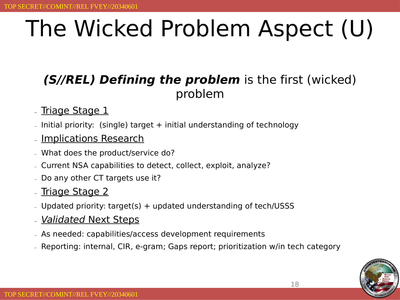 TOP SECRET//COMINT//REL FVEY//20340601
The Wicked Problem Aspect (U)
(S//REL) Defining the problem is the first (wicked)
problem
– Triage Stage 1
– Initial priority: (single) target + initial understanding of technology
– Implications Research
– What does the product/service do?
– Current NSA capabilities to detect, collect, exploit, analyze?
– Do any other CT targets use it?
– Triage Stage 2
– Updated priority: target(s) + updated understanding of tech/USSS
– Validated Next Steps
– As needed: capabilities/access development requirements
– Reporting: internal, CIR, e-gram; Gaps report; prioritization w/in tech category
18
TOP SECRET//COMINT//REL FVEY//20340601